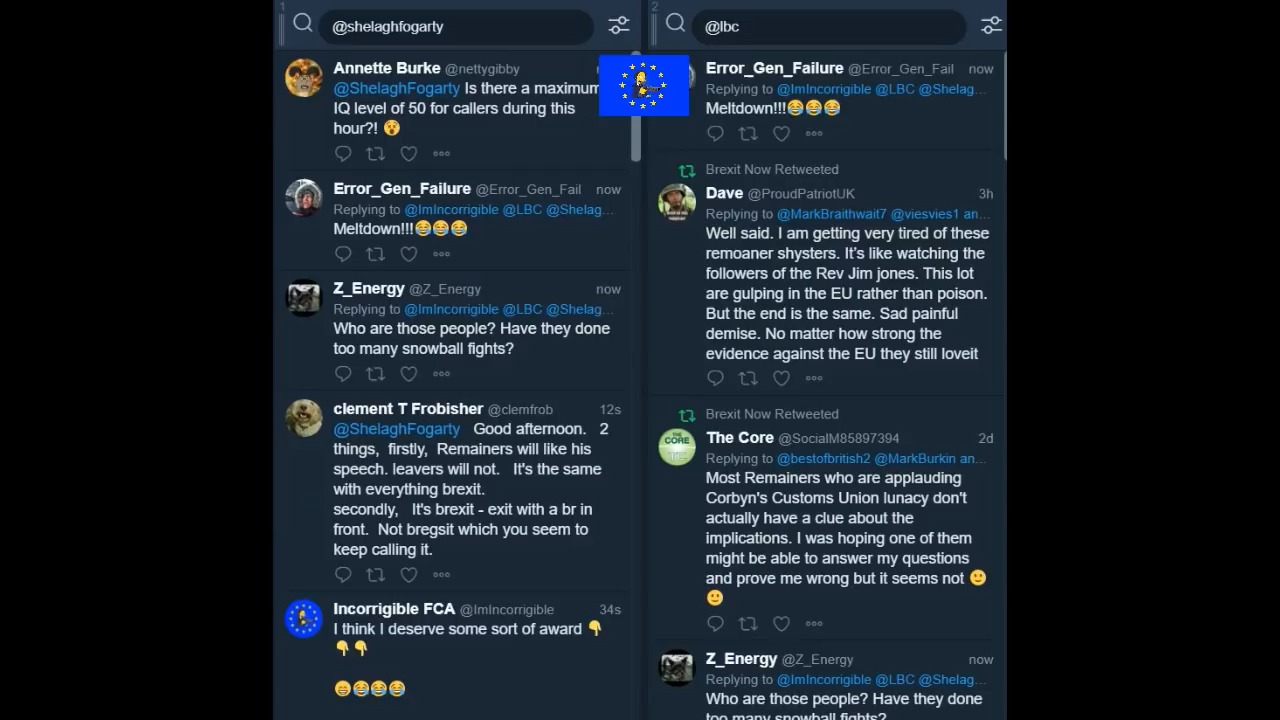 1
@shelaghfogarty
Annette Burke @nettygibby
@ShelaghFogarty Is there a maximum
IQ level of 50 for callers during this
hour?! 😯
Error_Gen_Failure @Error_Gen_Fail now
Replying to @ImIncorrigible @LBC @Shelag...
Meltdown!!!😂😂😂
Z_Energy @Z_Energy now
Replying to @ImIncorrigible @LBC @Shelag...
Who are those people? Have they done
too many snowball fights?
clement T Frobisher @clemfrob 12s
@ShelaghFogarty Good afternoon. 2
things, firstly, Remainers will like his
speech. leavers will not. It's the same
with everything brexit.
secondly, It's brexit - exit with a br in
front. Not bregsit which you seem to
keep calling it.
Incorrigible FCA @ImIncorrigible 34s
I think I deserve some sort of award 👇
👇👇
😁😂😂😂
2
@lbc
Error_Gen_Failure @Error_Gen_Fail now
Replying to @ImIncorrigible @LBC @Shelag...
Meltdown!!!😂😂😂
Brexit Now Retweeted
Dave @ProudPatriotUK 3h
Replying to @MarkBraithwait7 @viesvies1 an...
Well said. I am getting very tired of these
remoaner shysters. It's like watching the
followers of the Rev Jim jones. This lot
are gulping in the EU rather than poison.
But the end is the same. Sad painful
demise. No matter how strong the
evidence against the EU they still loveit
Brexit Now Retweeted
The Core @SocialM85897394 2d
Replying to @bestofbritish2 @MarkBurkin an...
Most Remainers who are applauding
Corbyn's Customs Union lunacy don't
actually have a clue about the
implications. I was hoping one of them
might be able to answer my questions
and prove me wrong but it seems not 🙂
🙂
Z_Energy @Z_Energy now
Replying to @ImIncorrigible @LBC @Shelag...
Who are those people? Have they done
too many snowball fights?